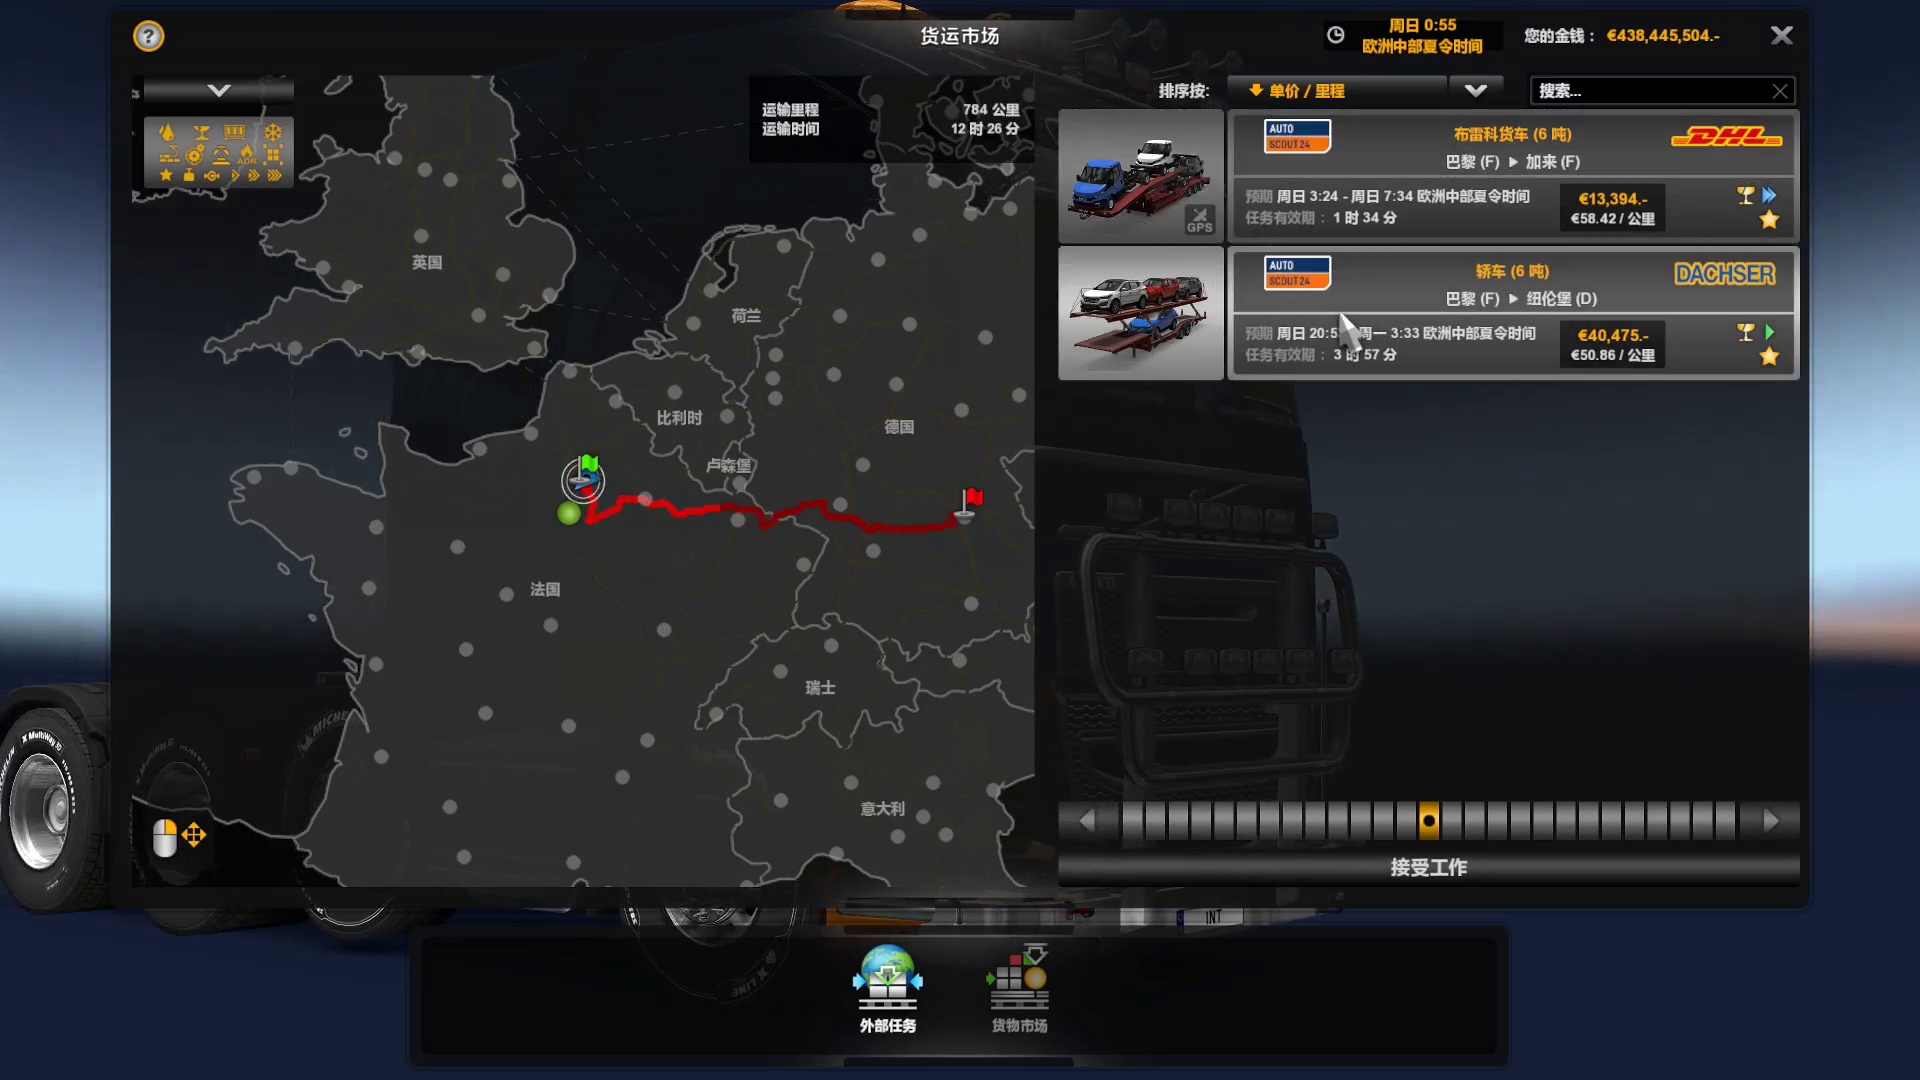 ?
货运市场
周日 0:55
欧洲中部夏令时间
您的金钱： €438,445,504.-
运输里程 784 公里
运输时间 12 时 26 分
排序按:
单价 / 里程
搜索...
ADR
AUTO
SCOUT24
布雷科货车 (6 吨)
DHL
巴黎 (F) ▶ 加来 (F)
预期 周日 3:24 - 周日 7:34 欧洲中部夏令时间
任务有效期： 1 时 34 分
€13,394.-
€58.42 / 公里
GPS
AUTO
SCOUT24
轿车 (6 吨)
DACHSER
巴黎 (F) ▶ 纽伦堡 (D)
预期 周日 20:5 周一 3:33 欧洲中部夏令时间
任务有效期： 3 时 57 分
€40,475.-
€50.86 / 公里
英国
荷兰
比利时
德国
卢森堡
法国
瑞士
意大利
接受工作
INT
外部任务
货物市场